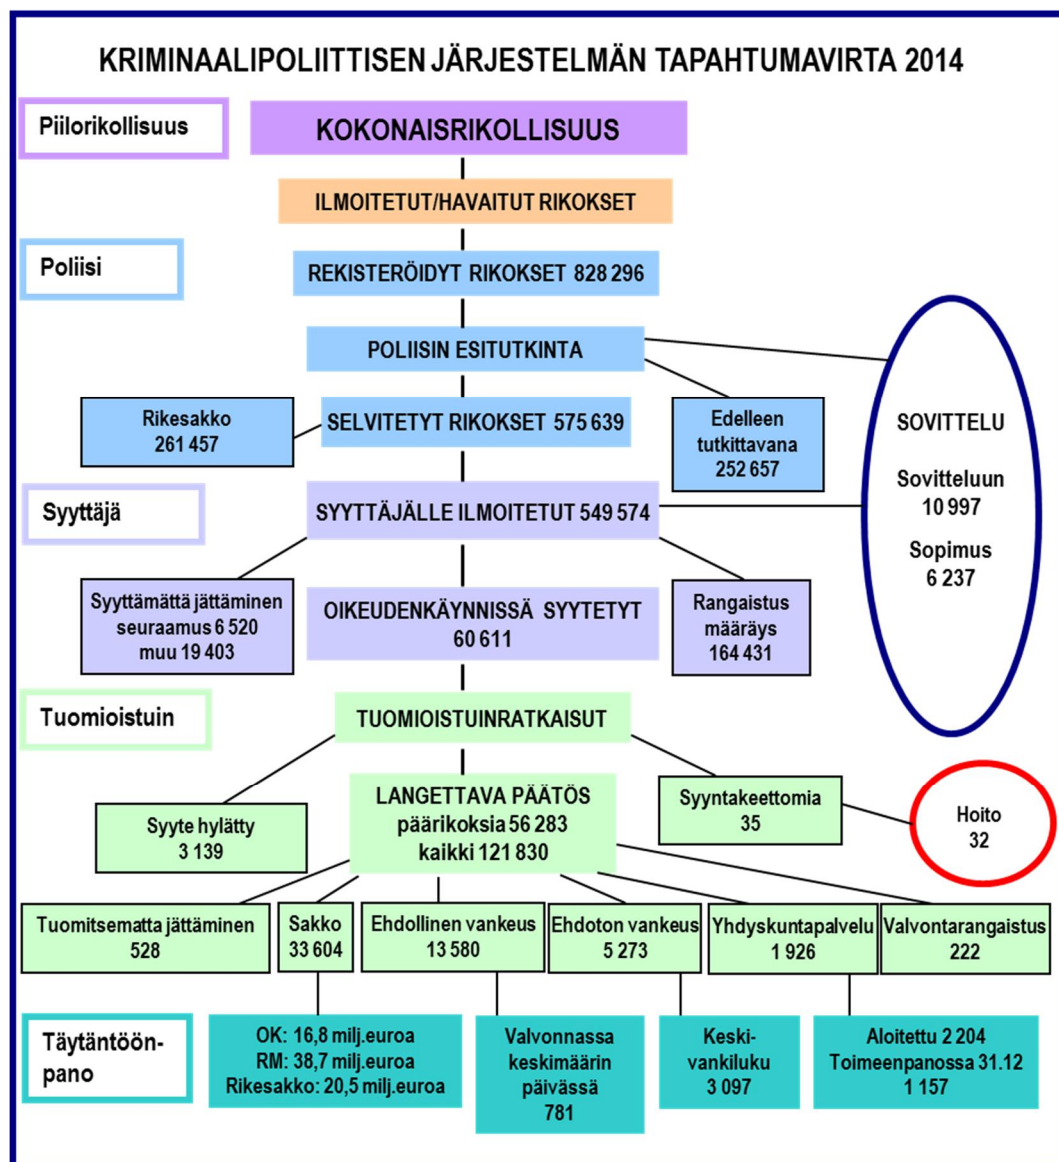 KRIMINAALIPOLIITTISEN JÄRJESTELMÄN TAPAHTUMAVIRTA 2014
Piilorikollisuus
KOKONAISRIKOLLISUUS
ILMOITETUT/HAVAITUT RIKOKSET
Poliisi
REKISTERÖIDYT RIKOKSET 828 296
POLIISIN ESITUTKINTA
Rikesakko
261 457
SELVITETYT RIKOKSET 575 639
Edelleen
tutkittavana
252 657
SOVITTELU
Sovitteluun
10 997
Sopimus
6 237
Syyttäjä
SYYTTÄJÄLLE ILMOITETUT 549 574
Syyttämättä jättäminen
seuraamus 6 520
muu 19 403
OIKEUDENKÄYNNISSÄ SYYTETYT
60 611
Rangaistus
määräys
164 431
Tuomioistuin
TUOMIOISTUINRATKAISUT
Syyte hylätty
3 139
LANGETTAVA PÄÄTÖS
päärikoksia 56 283
kaikki 121 830
Syyntakeettomia
35
Hoito
32
Tuomitsematta jättäminen
528
Sakko
33 604
Ehdollinen vankeus
13 580
Ehdoton vankeus
5 273
Yhdyskuntapalvelu
1 926
Valvontarangaistus
222
Täytäntöön-
pano
OK: 16,8 milj.euroa
RM: 38,7 milj.euroa
Rikesakko: 20,5 milj.euroa
Valvonnassa
keskimäärin
päivässä
781
Keski-
vankiluku
3 097
Aloitettu 2 204
Toimeenpanossa 31.12
1 157